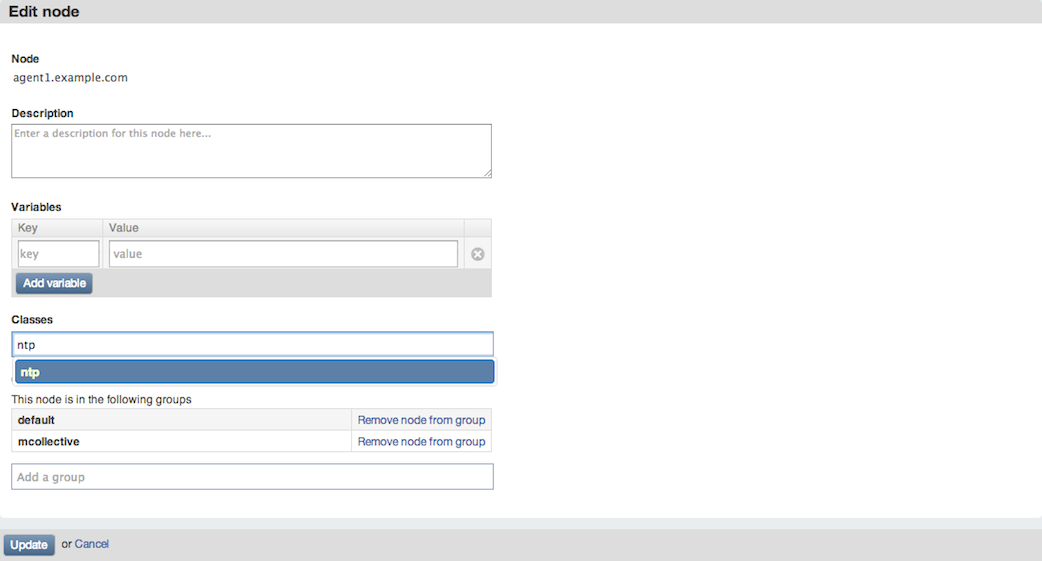 Edit node
Node
agent1.example.com
Description
Enter a description for this node here...
Variables
Key Value
key value
Add variable
Classes
ntp
ntp
This node is in the following groups
default Remove node from group
mcollective Remove node from group
Add a group
Update or Cancel